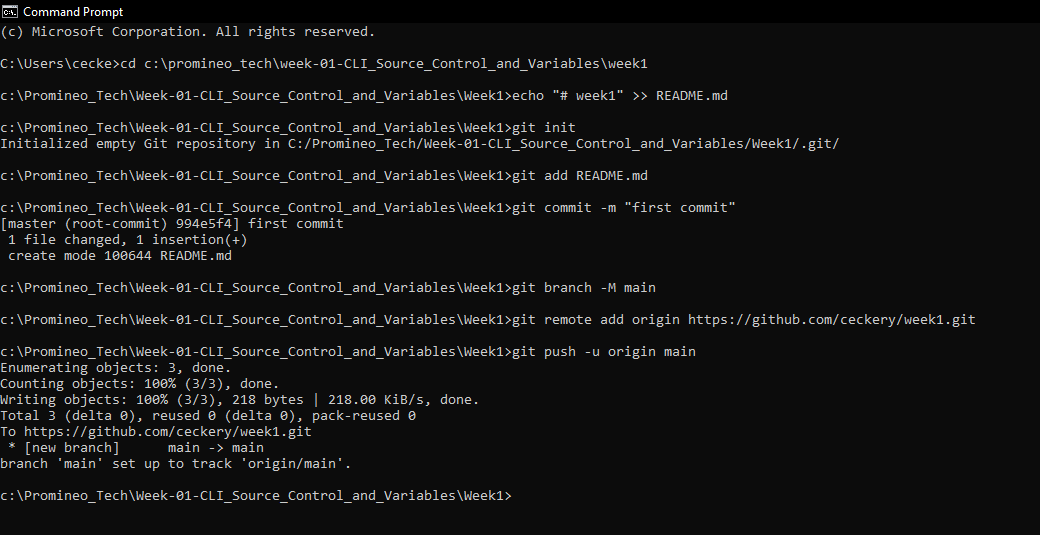 Command Prompt
(c) Microsoft Corporation. All rights reserved.
C:\Users\cecke>cd c:\promineo_tech\week-01-CLI_Source_Control_and_Variables\week1
c:\Promineo_Tech\Week-01-CLI_Source_Control_and_Variables\Week1>echo "# week1" >> README.md
c:\Promineo_Tech\Week-01-CLI_Source_Control_and_Variables\Week1>git init
Initialized empty Git repository in C:/Promineo_Tech/Week-01-CLI_Source_Control_and_Variables/Week1/.git/
c:\Promineo_Tech\Week-01-CLI_Source_Control_and_Variables\Week1>git add README.md
c:\Promineo_Tech\Week-01-CLI_Source_Control_and_Variables\Week1>git commit -m "first commit"
[master (root-commit) 994e5f4] first commit
 1 file changed, 1 insertion(+)
 create mode 100644 README.md
c:\Promineo_Tech\Week-01-CLI_Source_Control_and_Variables\Week1>git branch -M main
c:\Promineo_Tech\Week-01-CLI_Source_Control_and_Variables\Week1>git remote add origin https://github.com/ceckery/week1.git
c:\Promineo_Tech\Week-01-CLI_Source_Control_and_Variables\Week1>git push -u origin main
Enumerating objects: 3, done.
Counting objects: 100% (3/3), done.
Writing objects: 100% (3/3), 218 bytes | 218.00 KiB/s, done.
Total 3 (delta 0), reused 0 (delta 0), pack-reused 0
To https://github.com/ceckery/week1.git
 * [new branch]      main -> main
branch 'main' set up to track 'origin/main'.
c:\Promineo_Tech\Week-01-CLI_Source_Control_and_Variables\Week1>